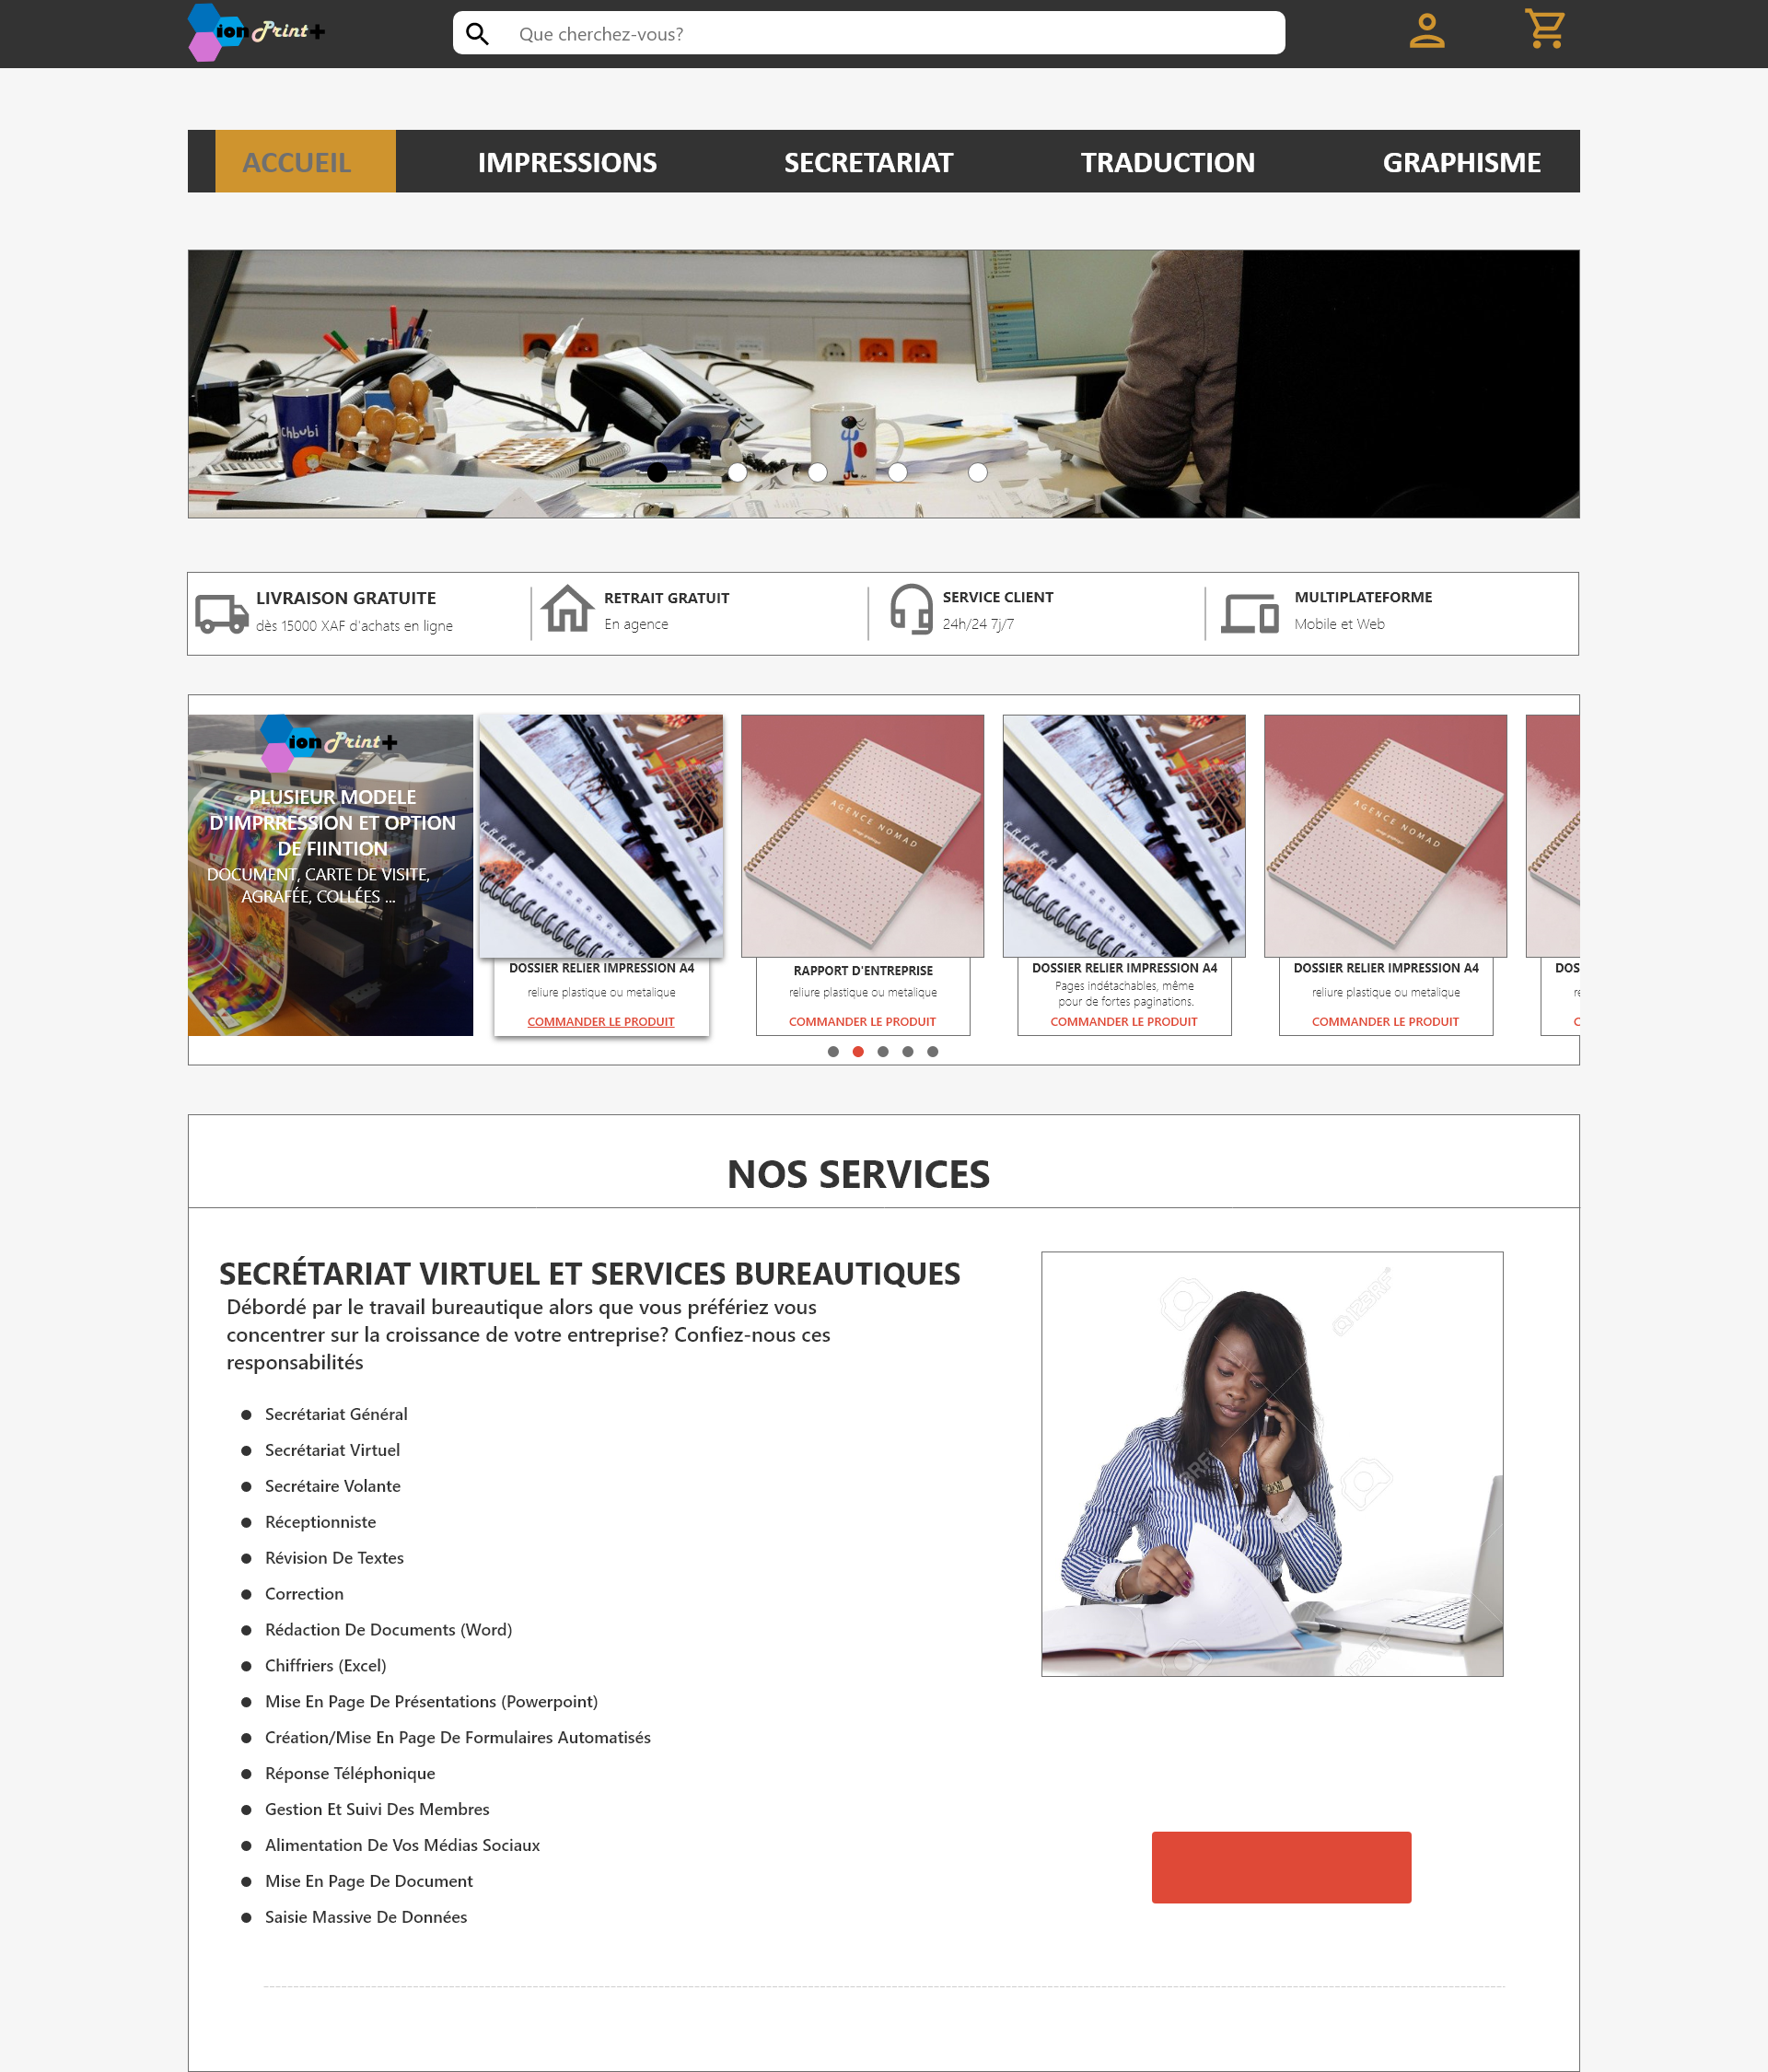 ion Print+
Que cherchez-vous?
ACCUEIL
IMPRESSIONS
SECRETARIAT
TRADUCTION
GRAPHISME
chbubi
LIVRAISON GRATUITE
dès 15000 XAF d'achats en ligne
RETRAIT GRATUIT
En agence
SERVICE CLIENT
24h/24 7j/7
MULTIPLATEFORME
Mobile et Web
ion Print+
PLUSIEUR MODELE
D'IMPRRESSION ET OPTION
DE FIINTION
DOCUMENT, CARTE DE VISITE,
AGRAFÉE, COLLÉES ...
DOSSIER RELIER IMPRESSION A4
reliure plastique ou metalique
COMMANDER LE PRODUIT
AGENCE NOMAD
RAPPORT D'ENTREPRISE
reliure plastique ou metalique
COMMANDER LE PRODUIT
DOSSIER RELIER IMPRESSION A4
Pages indétachables, même
pour de fortes paginations.
COMMANDER LE PRODUIT
AGENCE NOMAD
DOSSIER RELIER IMPRESSION A4
reliure plastique ou metalique
COMMANDER LE PRODUIT
DOS
re
C
NOS SERVICES
SECRÉTARIAT VIRTUEL ET SERVICES BUREAUTIQUES
Débordé par le travail bureautique alors que vous préfériez vous
concentrer sur la croissance de votre entreprise? Confiez-nous ces
responsabilités
Secrétariat Général
Secrétariat Virtuel
Secrétaire Volante
Réceptionniste
Révision De Textes
Correction
Rédaction De Documents (Word)
Chiffriers (Excel)
Mise En Page De Présentations (Powerpoint)
Création/Mise En Page De Formulaires Automatisés
Réponse Téléphonique
Gestion Et Suivi Des Membres
Alimentation De Vos Médias Sociaux
Mise En Page De Document
Saisie Massive De Données
123RF
123RF